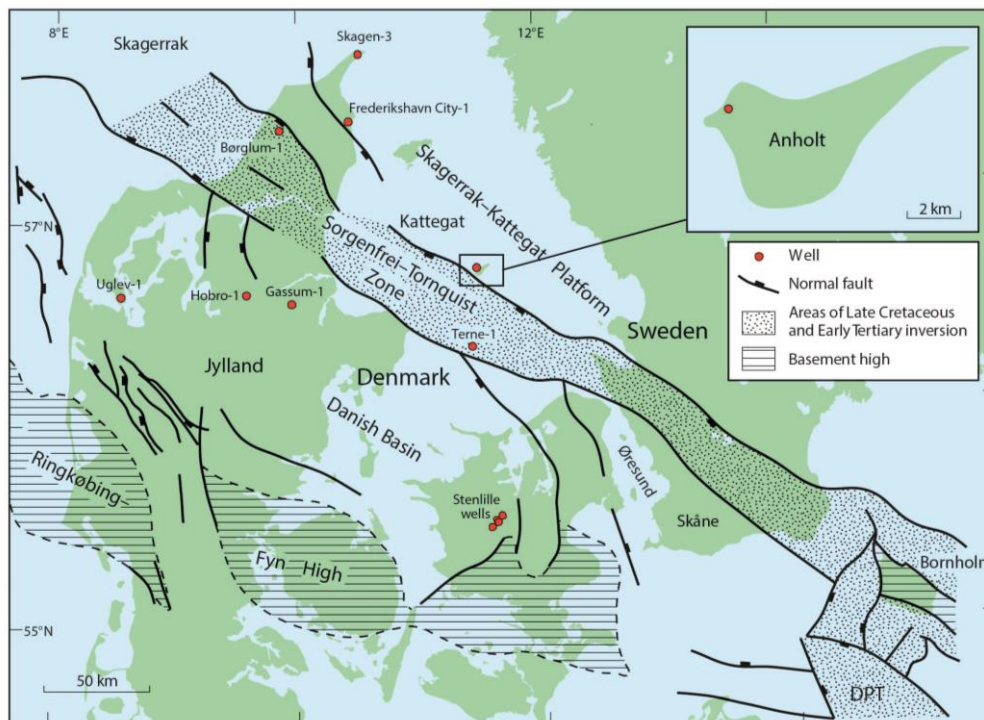 8°E
12°E
Skagerrak
Skagen-3
Frederikshavn City-1
Børglum-1
Anholt
2 km
Skagerrak–Kattegat
Platform
Kattegat
57°N
Sorgenfrei–Tornquist
Zone
Well
Normal fault
Areas of Late Cretaceous
and Early Tertiary inversion
Basement high
Uglev-1
Hobro-1
Gassum-1
Terne-1
Sweden
Jylland
Denmark
Danish Basin
Ringkøbing–
Fyn High
Stenlille
wells
Øresund
Skåne
Bornholm
55°N
50 km
DPT